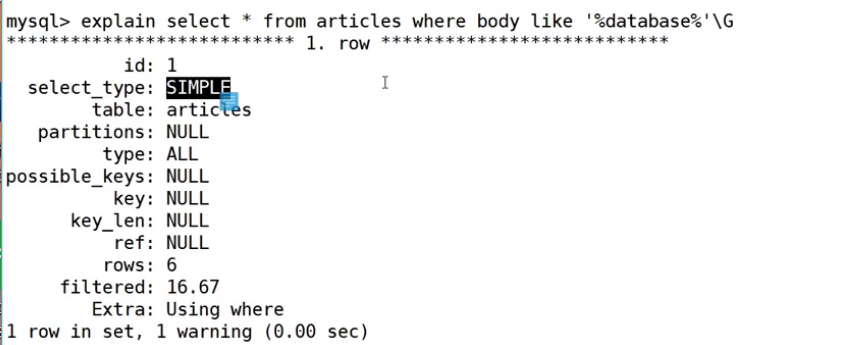 mysql> explain select * from articles where body like '%database%'\G
*************************** 1. row ***************************
id: 1
select_type: SIMPLE
table: articles
partitions: NULL
type: ALL
possible_keys: NULL
key: NULL
key_len: NULL
ref: NULL
rows: 6
filtered: 16.67
Extra: Using where
1 row in set, 1 warning (0.00 sec)